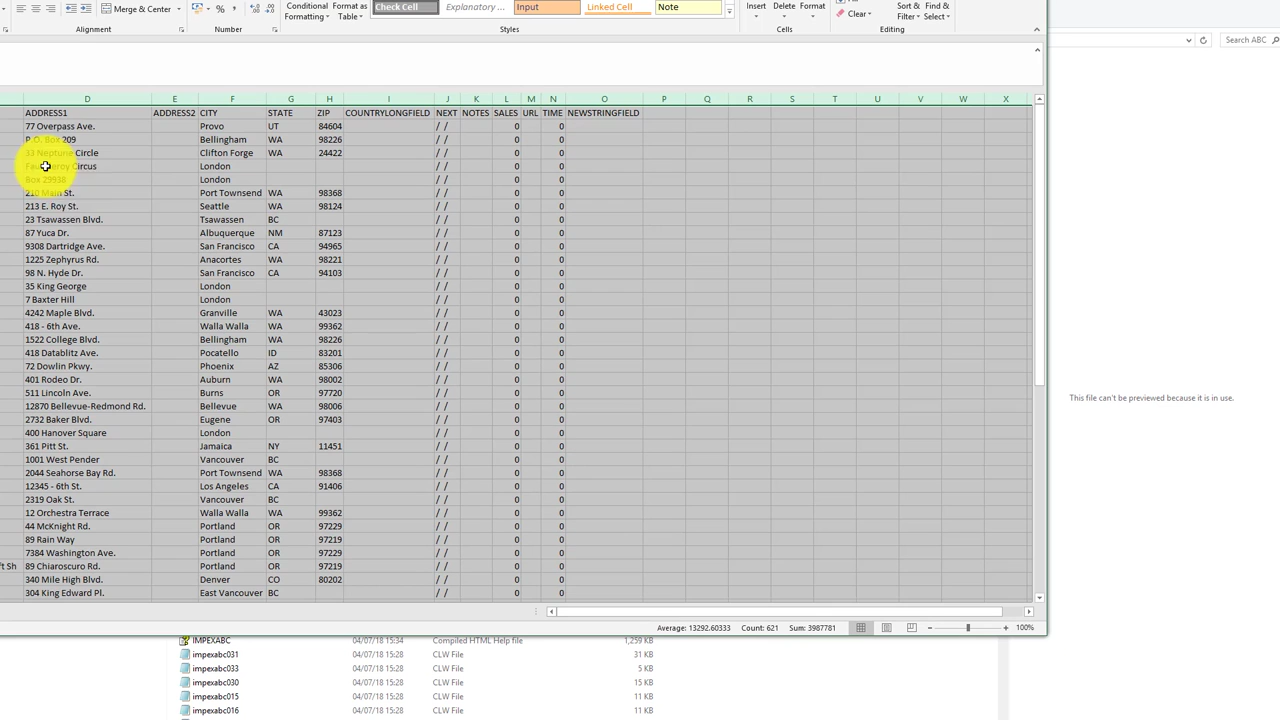 Merge & Center
%
Conditional Formatting
Format as Table
Check Cell
Explanatory ...
Input
Linked Cell
Note
Insert
Delete
Format
Clear
Sort & Filter
Find & Select
Alignment
Number
Styles
Cells
Editing
Search ABC
D E F G H I J K L M N O P Q R S T U V W X
ADDRESS1 ADDRESS2 CITY STATE ZIP COUNTRYLONGFIELD NEXT NOTES SALES URL TIME NEWSTRINGFIELD
77 Overpass Ave. Provo UT 84604 / / 0 0
P.O. Box 209 Bellingham WA 98226 / / 0 0
33 Neptune Circle Clifton Forge WA 24422 / / 0 0
Circus London / / 0 0
Box 29938 London / / 0 0
210 Main St. Port Townsend WA 98368 / / 0 0
213 E. Roy St. Seattle WA 98124 / / 0 0
23 Tsawassen Blvd. Tsawassen BC / / 0 0
87 Yuca Dr. Albuquerque NM 87123 / / 0 0
9308 Dartridge Ave. San Francisco CA 94965 / / 0 0
1225 Zephyrus Rd. Anacortes WA 98221 / / 0 0
98 N. Hyde Dr. San Francisco CA 94103 / / 0 0
35 King George London / / 0 0
7 Baxter Hill London / / 0 0
4242 Maple Blvd. Granville WA 43023 / / 0 0
418 - 6th Ave. Walla Walla WA 99362 / / 0 0
1522 College Blvd. Bellingham WA 98226 / / 0 0
418 Datablitz Ave. Pocatello ID 83201 / / 0 0
72 Dowlin Pkwy. Phoenix AZ 85306 / / 0 0
401 Rodeo Dr. Auburn WA 98002 / / 0 0
511 Lincoln Ave. Burns OR 97720 / / 0 0
12870 Bellevue-Redmond Rd. Bellevue WA 98006 / / 0 0
2732 Baker Blvd. Eugene OR 97403 / / 0 0
400 Hanover Square London / / 0 0
361 Pitt St. Jamaica NY 11451 / / 0 0
1001 West Pender Vancouver BC / / 0 0
2044 Seahorse Bay Rd. Port Townsend WA 98368 / / 0 0
12345 - 6th St. Los Angeles CA 91406 / / 0 0
2319 Oak St. Vancouver BC / / 0 0
12 Orchestra Terrace Walla Walla WA 99362 / / 0 0
44 McKnight Rd. Portland OR 97229 / / 0 0
89 Rain Way Portland OR 97219 / / 0 0
7384 Washington Ave. Portland OR 97229 / / 0 0
ft Sh 89 Chiaroscuro Rd. Portland OR 97219 / / 0 0
340 Mile High Blvd. Denver CO 80202 / / 0 0
304 King Edward Pl. East Vancouver BC / / 0 0
This file can't be previewed because it is in use.
Average: 13292.60333 Count: 621 Sum: 3987781 100%
IMPEXABC 04/07/18 15:34 Compiled HTML Help file 1,259 KB
impexabc031 04/07/18 15:28 CLW File 31 KB
impexabc033 04/07/18 15:28 CLW File 5 KB
impexabc030 04/07/18 15:28 CLW File 15 KB
impexabc015 04/07/18 15:28 CLW File 11 KB
impexabc016 04/07/18 15:28 CLW File 11 KB